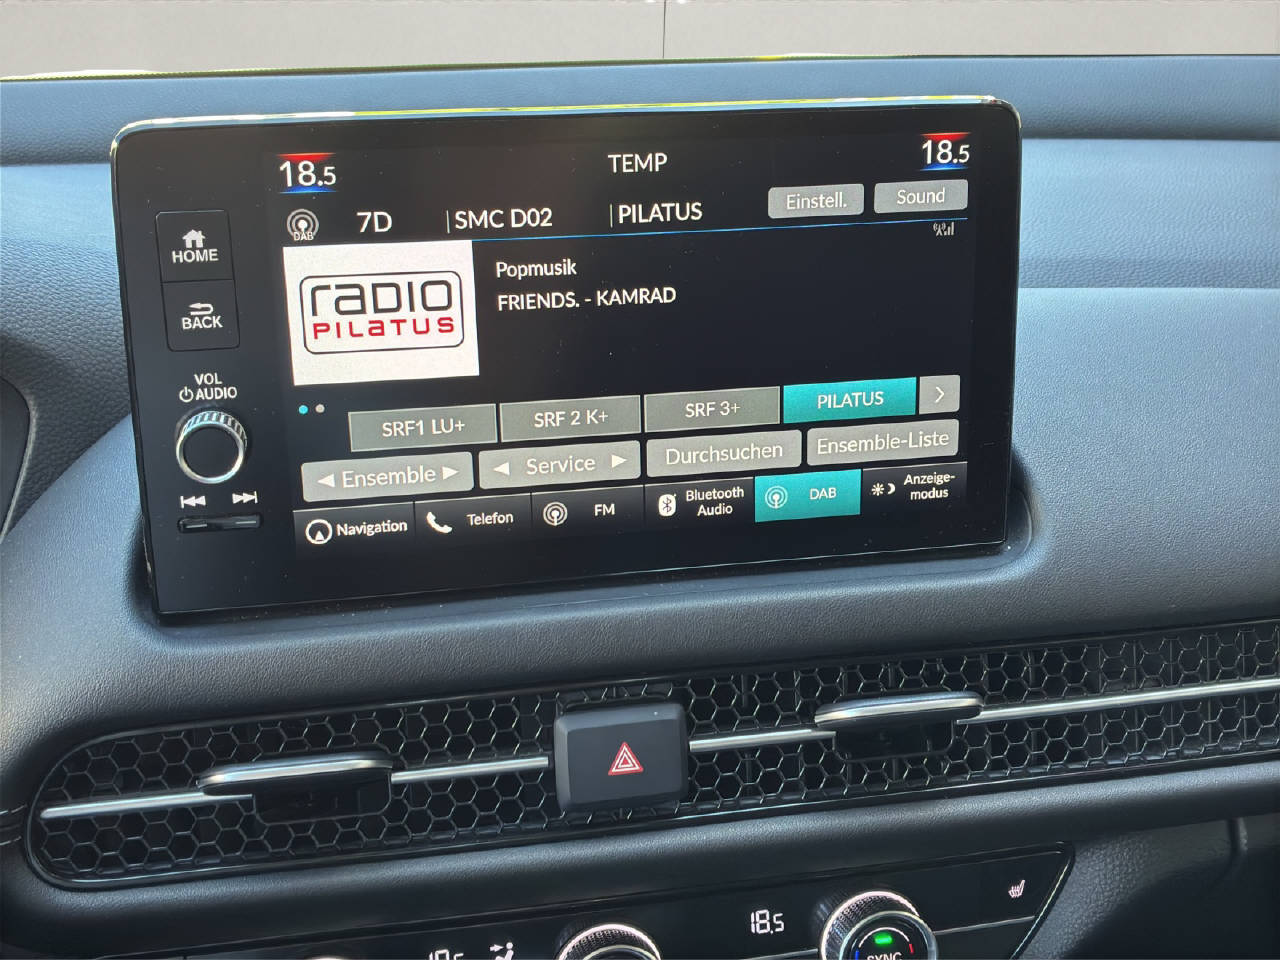 18.5 TEMP 18.5
DAB 7D SMC D02 PILATUS Einstell. Sound
HOME
BACK
VOL
AUDIO
RADIO
PILATUS
Popmusik
FRIENDS. - KAMRAD
SRF1 LU+ SRF 2 K+ SRF 3+ PILATUS
Ensemble Service Durchsuchen Ensemble-Liste
Navigation Telefon FM Bluetooth Audio DAB Anzeige-
modus
18.5
SYNC